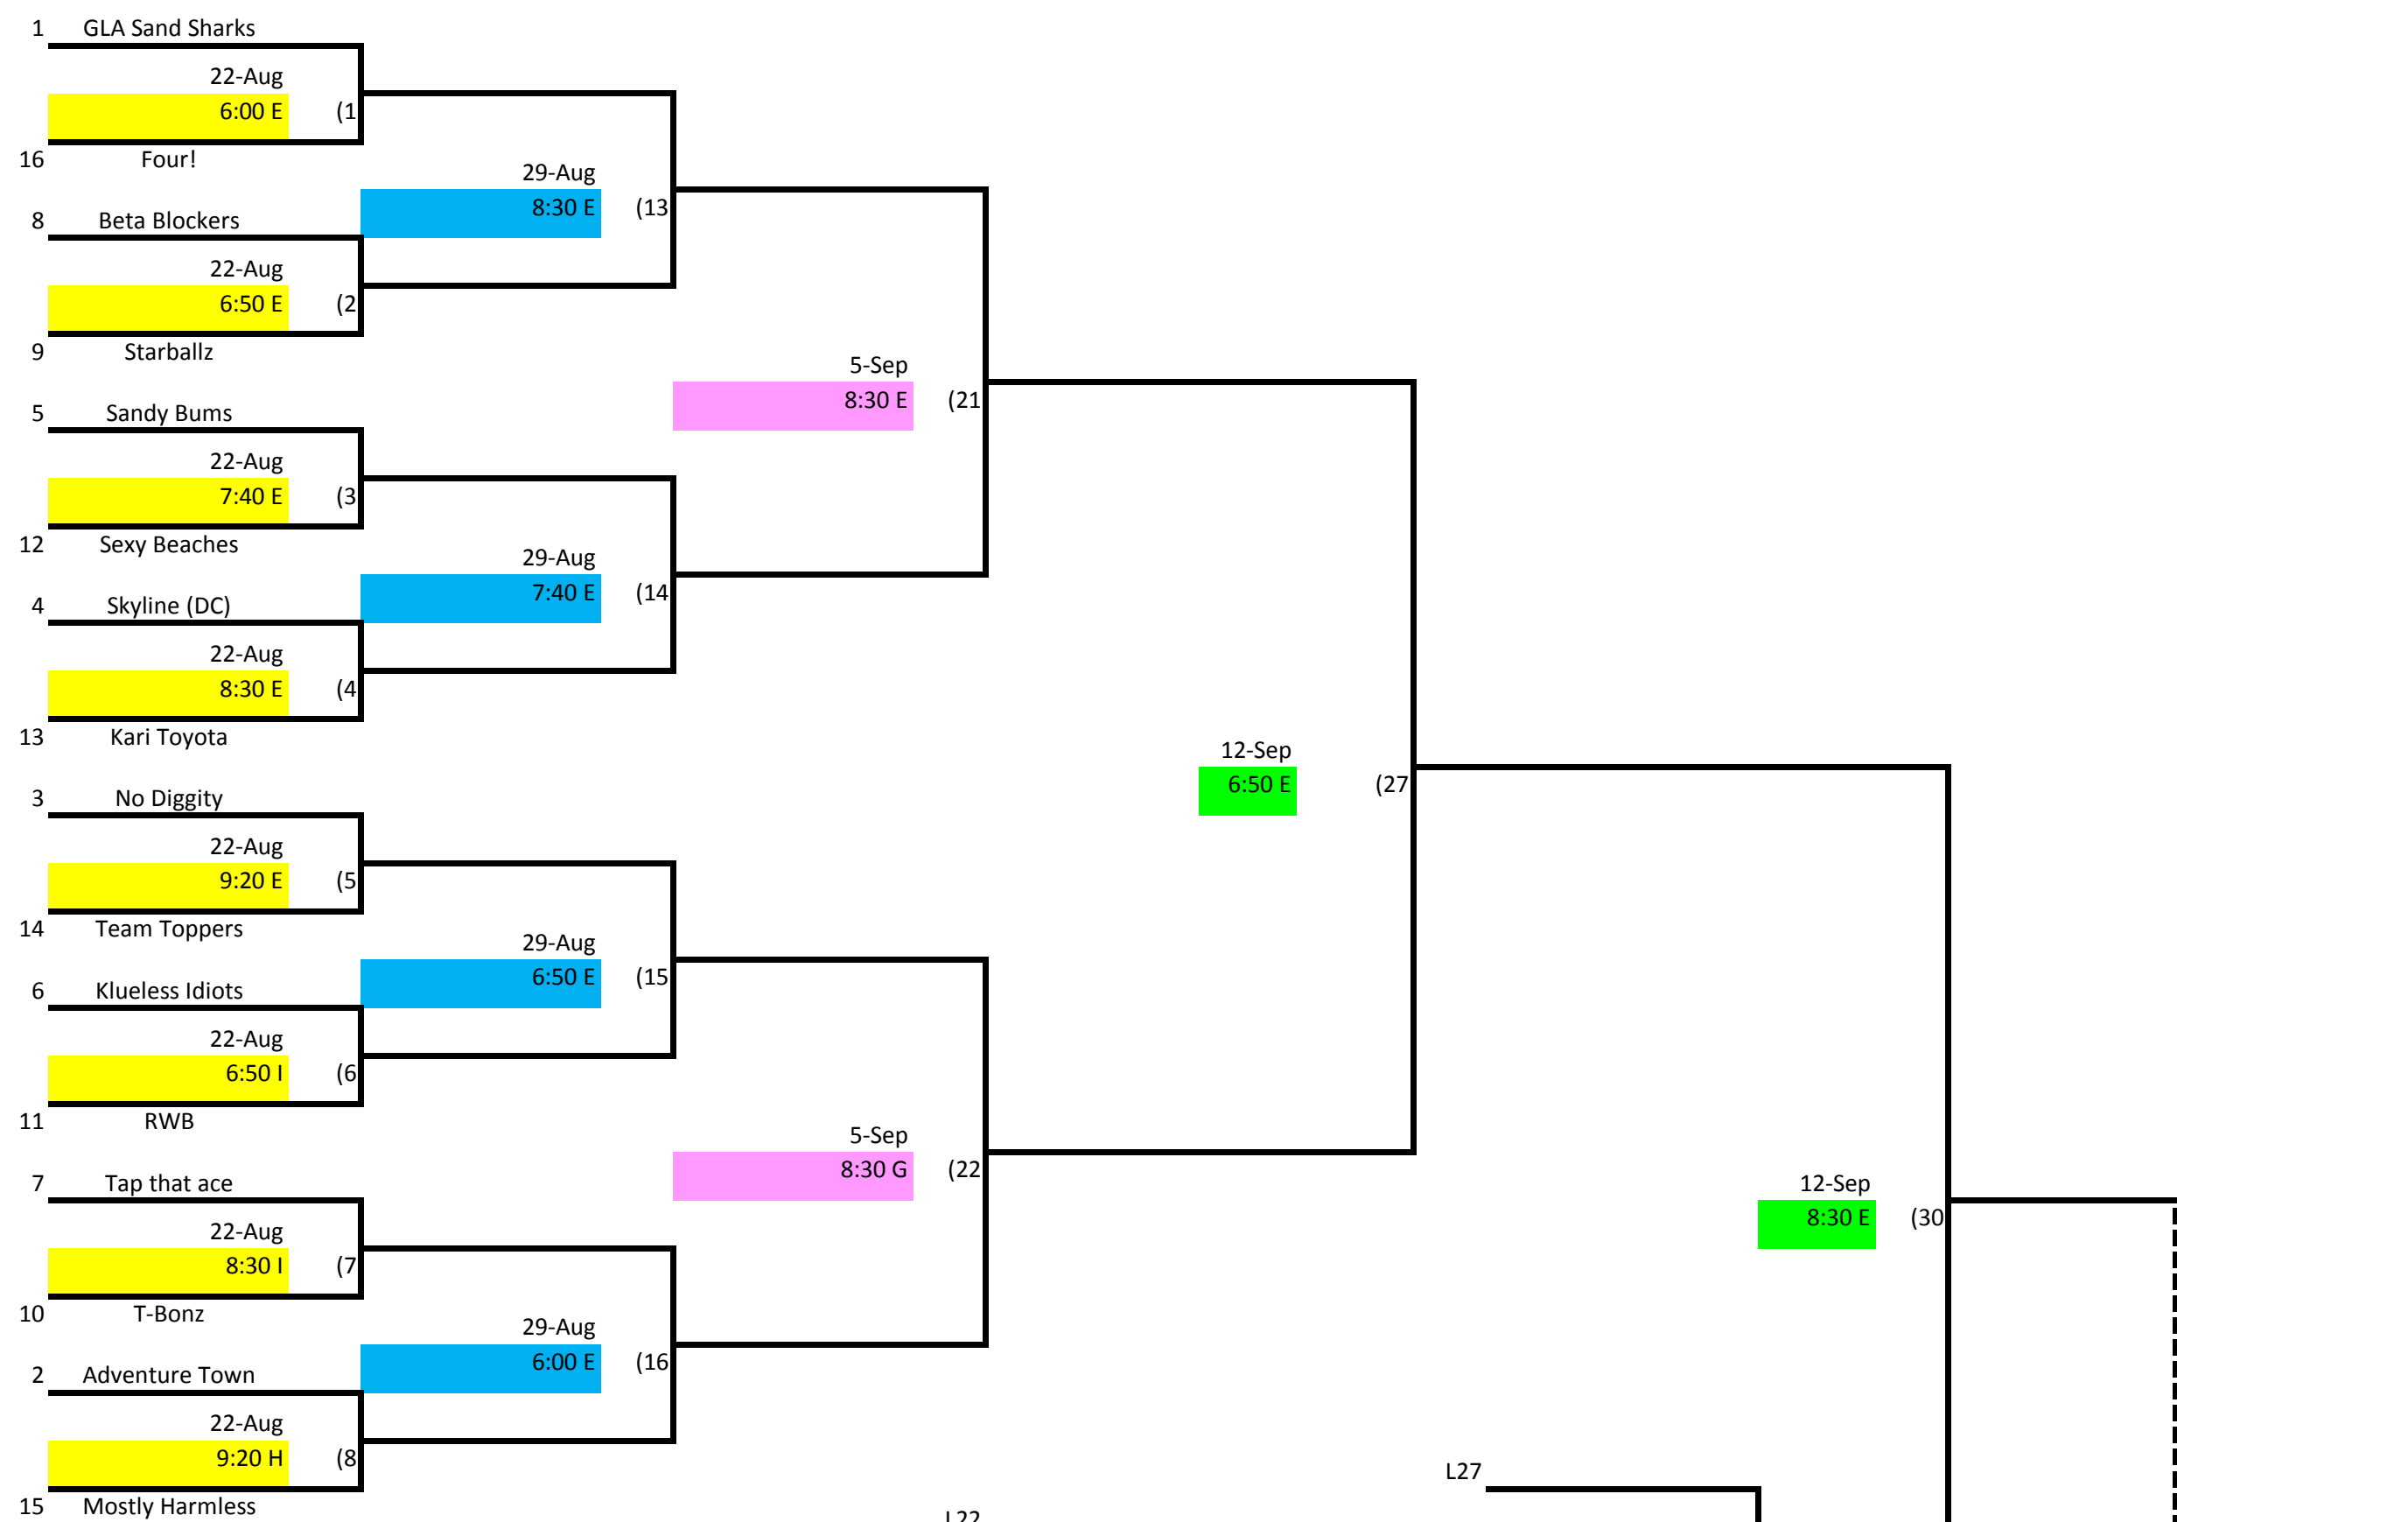 1 GLA Sand Sharks
22-Aug
6:00 E (1
16 Four!
29-Aug
8:30 E (13
8 Beta Blockers
22-Aug
6:50 E (2
9 Starballz
5-Sep
8:30 E (21
5 Sandy Bums
22-Aug
7:40 E (3
12 Sexy Beaches
29-Aug
7:40 E (14
4 Skyline (DC)
22-Aug
8:30 E (4
13 Kari Toyota
12-Sep
6:50 E (27
3 No Diggity
22-Aug
9:20 E (5
14 Team Toppers
29-Aug
6:50 E (15
6 Klueless Idiots
22-Aug
6:50 I (6
11 RWB
5-Sep
8:30 G (22
7 Tap that ace
12-Sep
8:30 E (30
22-Aug
8:30 I (7
10 T-Bonz
29-Aug
6:00 E (16
2 Adventure Town
22-Aug
9:20 H (8
L27
15 Mostly Harmless
L22